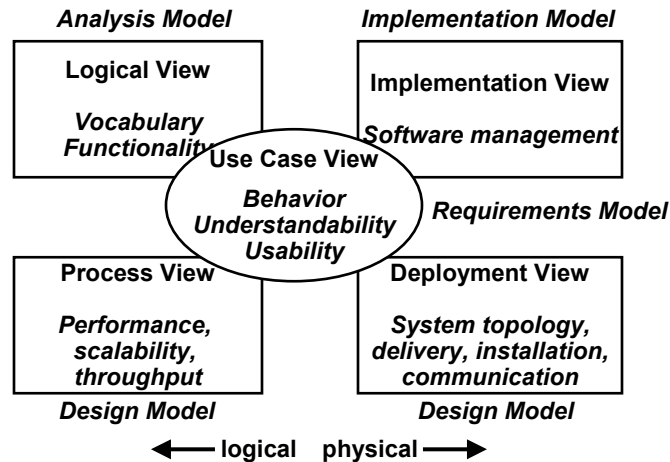 Analysis Model
Implementation Model
Logical View
Vocabulary
Functionality
Implementation View
Software management
Use Case View
Behavior
Understandability
Usability
Requirements Model
Process View
Performance,
scalability,
throughput
Deployment View
System topology,
delivery, installation,
communication
Design Model
Design Model
logical physical